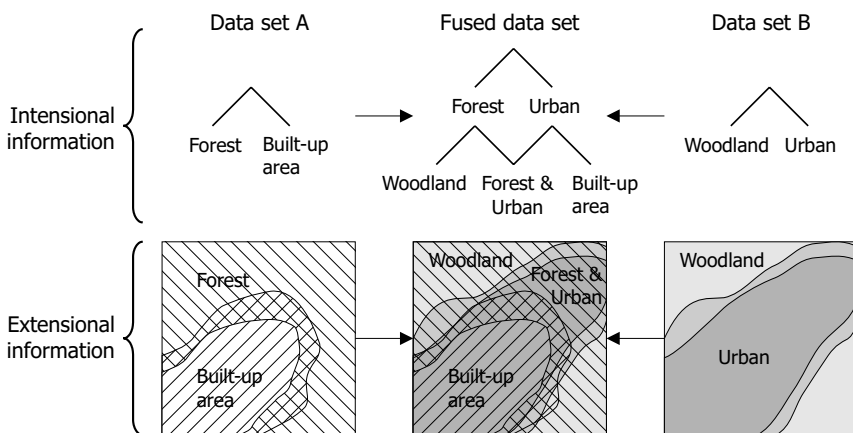 Data set A
Fused data set
Data set B
Intensional
information
Forest
Built-up
area
Forest
Urban
Woodland
Forest &
Urban
Built-up
area
Woodland
Urban
Extensional
information
Forest
Built-up
area
Woodland
Forest &
Urban
Built-up
area
Woodland
Urban